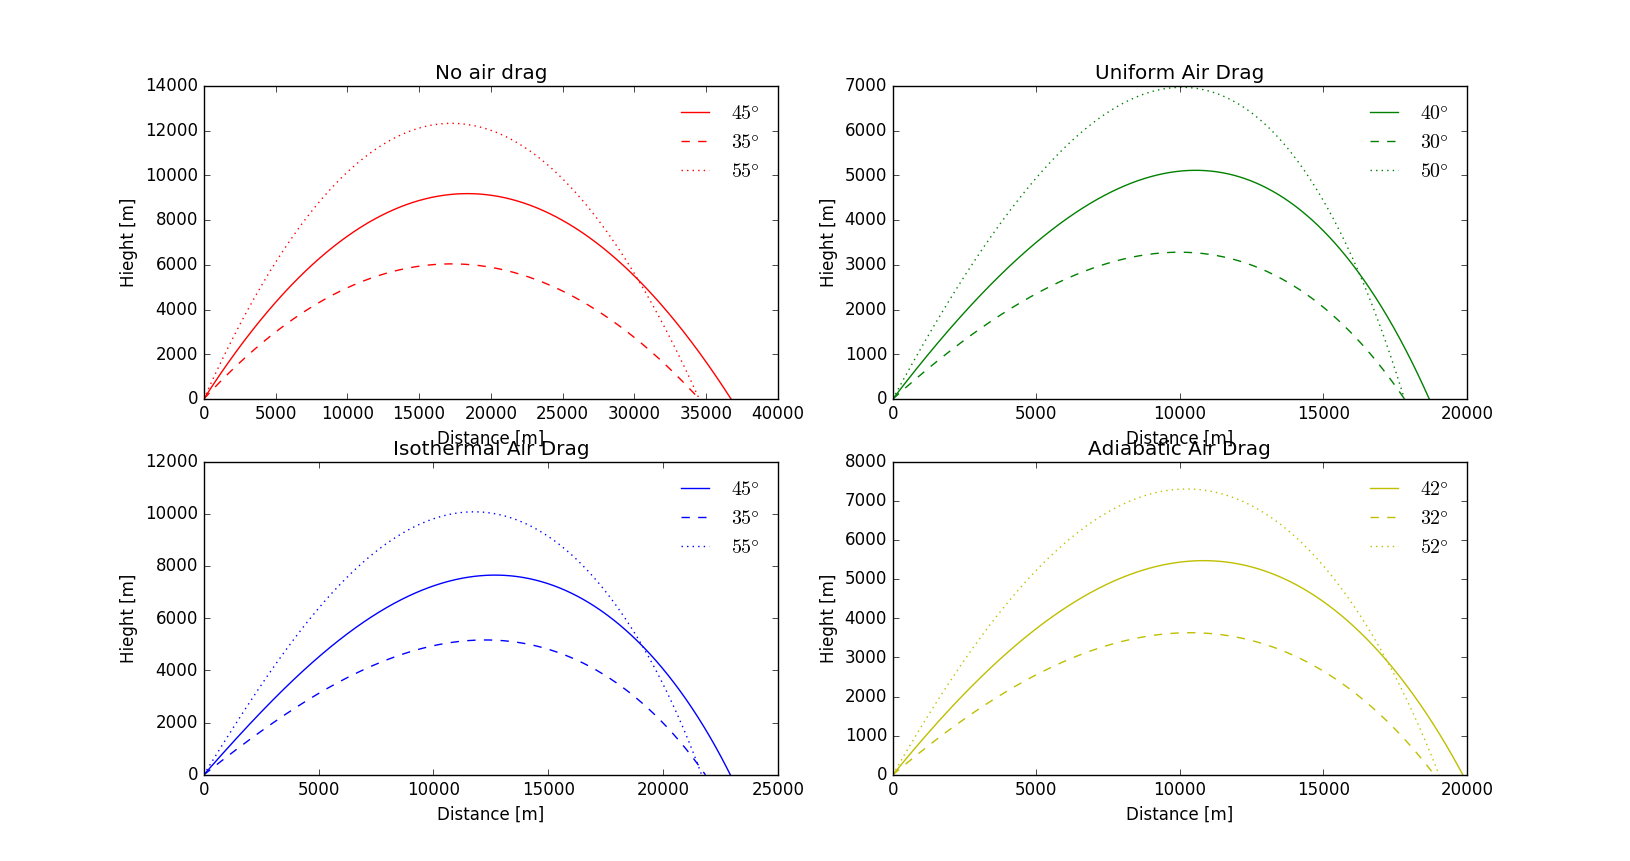 No air drag
14000
12000
10000
8000
6000
4000
2000
0
Hieght [m]
45°
35°
55°
0 5000 10000 15000 20000 25000 30000 35000 40000
Distance [m]
Uniform Air Drag
7000
6000
5000
4000
3000
2000
1000
0
Hieght [m]
40°
30°
50°
0 5000 10000 15000 20000
Distance [m]
Isothermal Air Drag
12000
10000
8000
6000
4000
2000
0
Hieght [m]
45°
35°
55°
0 5000 10000 15000 20000 25000
Distance [m]
Adiabatic Air Drag
8000
7000
6000
5000
4000
3000
2000
1000
0
Hieght [m]
42°
32°
52°
0 5000 10000 15000 20000
Distance [m]